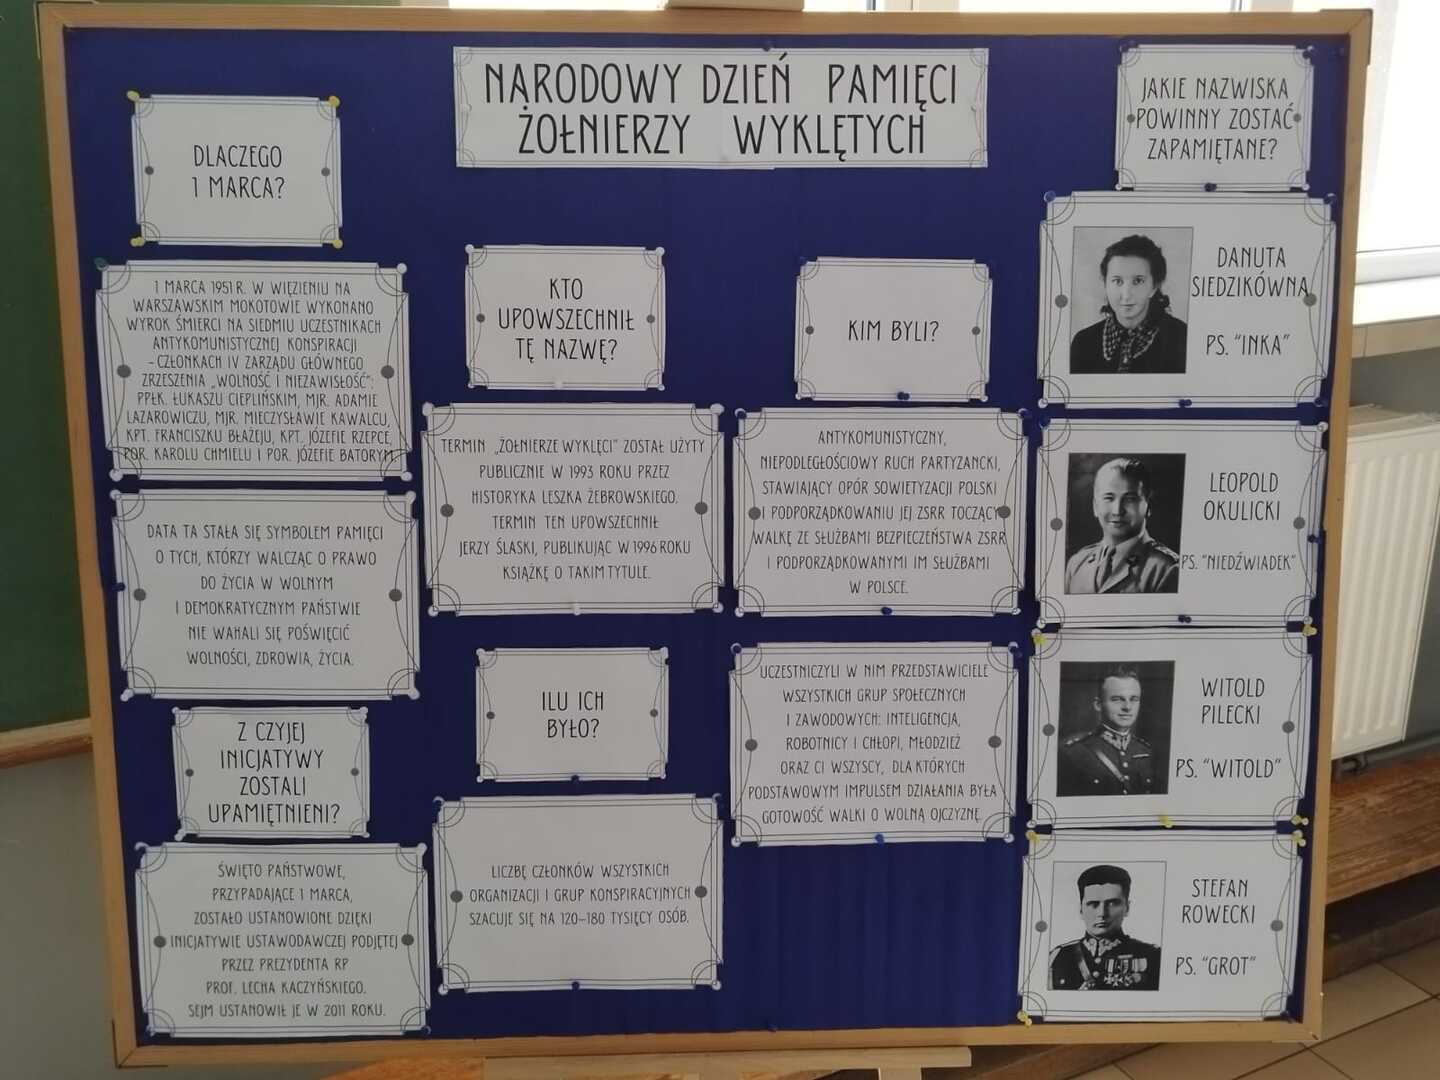 NARODOWY DZIEŃ PAMIĘCI
ŻOŁNIERZY WYKLĘTYCH
DLACZEGO
1 MARCA?
1 MARCA 1951 R. W WIĘZIENIU NA
WARSZAWSKIM MOKOTOWIE WYKONANO
WYROK ŚMIERCI NA SIEDMIU UCZESTNIKACH
ANTYKOMUNISTYCZNEJ KONSPIRACJI
– CZŁONKACH IV ZARZĄDU GŁÓWNEGO
ZRZESZENIA „WOLNOŚĆ I NIEZAWISŁOŚĆ":
PPŁK. ŁUKASZU CIEPLIŃSKIM, MJR. ADAMIE
LAZAROWICZU, MJR. MIECZYSŁAWIE KAWALCU,
KPT. FRANCISZKU BŁAŻEJU, KPT. JÓZEFIE RZEPCE,
POR. KAROLU CHMIELU I POR. JÓZEFIE BATORYM.
DATA TA STAŁA SIĘ SYMBOLEM PAMIĘCI
O TYCH, KTÓRZY WALCZĄC O PRAWO
DO ŻYCIA W WOLNYM
I DEMOKRATYCZNYM PAŃSTWIE
NIE WAHALI SIĘ POŚWIĘCIĆ
WOLNOŚCI, ZDROWIA, ŻYCIA.
Z CZYJEJ
INICJATYWY
ZOSTALI
UPAMIĘTNIENI?
ŚWIĘTO PAŃSTWOWE,
PRZYPADAJĄCE 1 MARCA,
ZOSTAŁO USTANOWIONE DZIĘKI
INICJATYWIE USTAWODAWCZEJ PODJĘTEJ
PRZEZ PREZYDENTA RP
PROF. LECHA KACZYŃSKIEGO.
SEJM USTANOWIŁ JE W 2011 ROKU.
KTO
UPOWSZECHNIŁ
TĘ NAZWĘ?
TERMIN „ŻOŁNIERZE WYKLĘCI" ZOSTAŁ UŻYTY
PUBLICZNIE W 1993 ROKU PRZEZ
HISTORYKA LESZKA ŻEBROWSKIEGO.
TERMIN TEN UPOWSZECHNIŁ
JERZY ŚLASKI, PUBLIKUJĄC W 1996 ROKU
KSIĄŻKĘ O TAKIM TYTULE.
ILU ICH
BYŁO?
LICZBĘ CZŁONKÓW WSZYSTKICH
ORGANIZACJI I GRUP KONSPIRACYJNYCH
SZACUJE SIĘ NA 120–180 TYSIĘCY OSÓB.
KIM BYLI?
ANTYKOMUNISTYCZNY,
NIEPODLEGŁOŚCIOWY RUCH PARTYZANCKI,
STAWIAJĄCY OPÓR SOWIETYZACJI POLSKI
I PODPORZĄDKOWANIU JEJ ZSRR TOCZĄCY
WALKĘ ZE SŁUŻBAMI BEZPIECZEŃSTWA ZSRR
I PODPORZĄDKOWANYMI IM SŁUŻBAMI
W POLSCE.
UCZESTNICZYLI W NIM PRZEDSTAWICIELE
WSZYSTKICH GRUP SPOŁECZNYCH
I ZAWODOWYCH: INTELIGENCJA,
ROBOTNICY I CHŁOPI, MŁODZIEŻ
ORAZ CI WSZYSCY, DLA KTÓRYCH
PODSTAWOWYM IMPULSEM DZIAŁANIA BYŁA
GOTOWOŚĆ WALKI O WOLNĄ OJCZYZNĘ.
JAKIE NAZWISKA
POWINNY ZOSTAĆ
ZAPAMIĘTANE?
DANUTA
SIEDZIKÓWNA
PS. "INKA"
LEOPOLD
OKULICKI
PS. "NIEDŹWIADEK"
WITOLD
PILECKI
PS. "WITOLD"
STEFAN
ROWECKI
PS. "GROT"